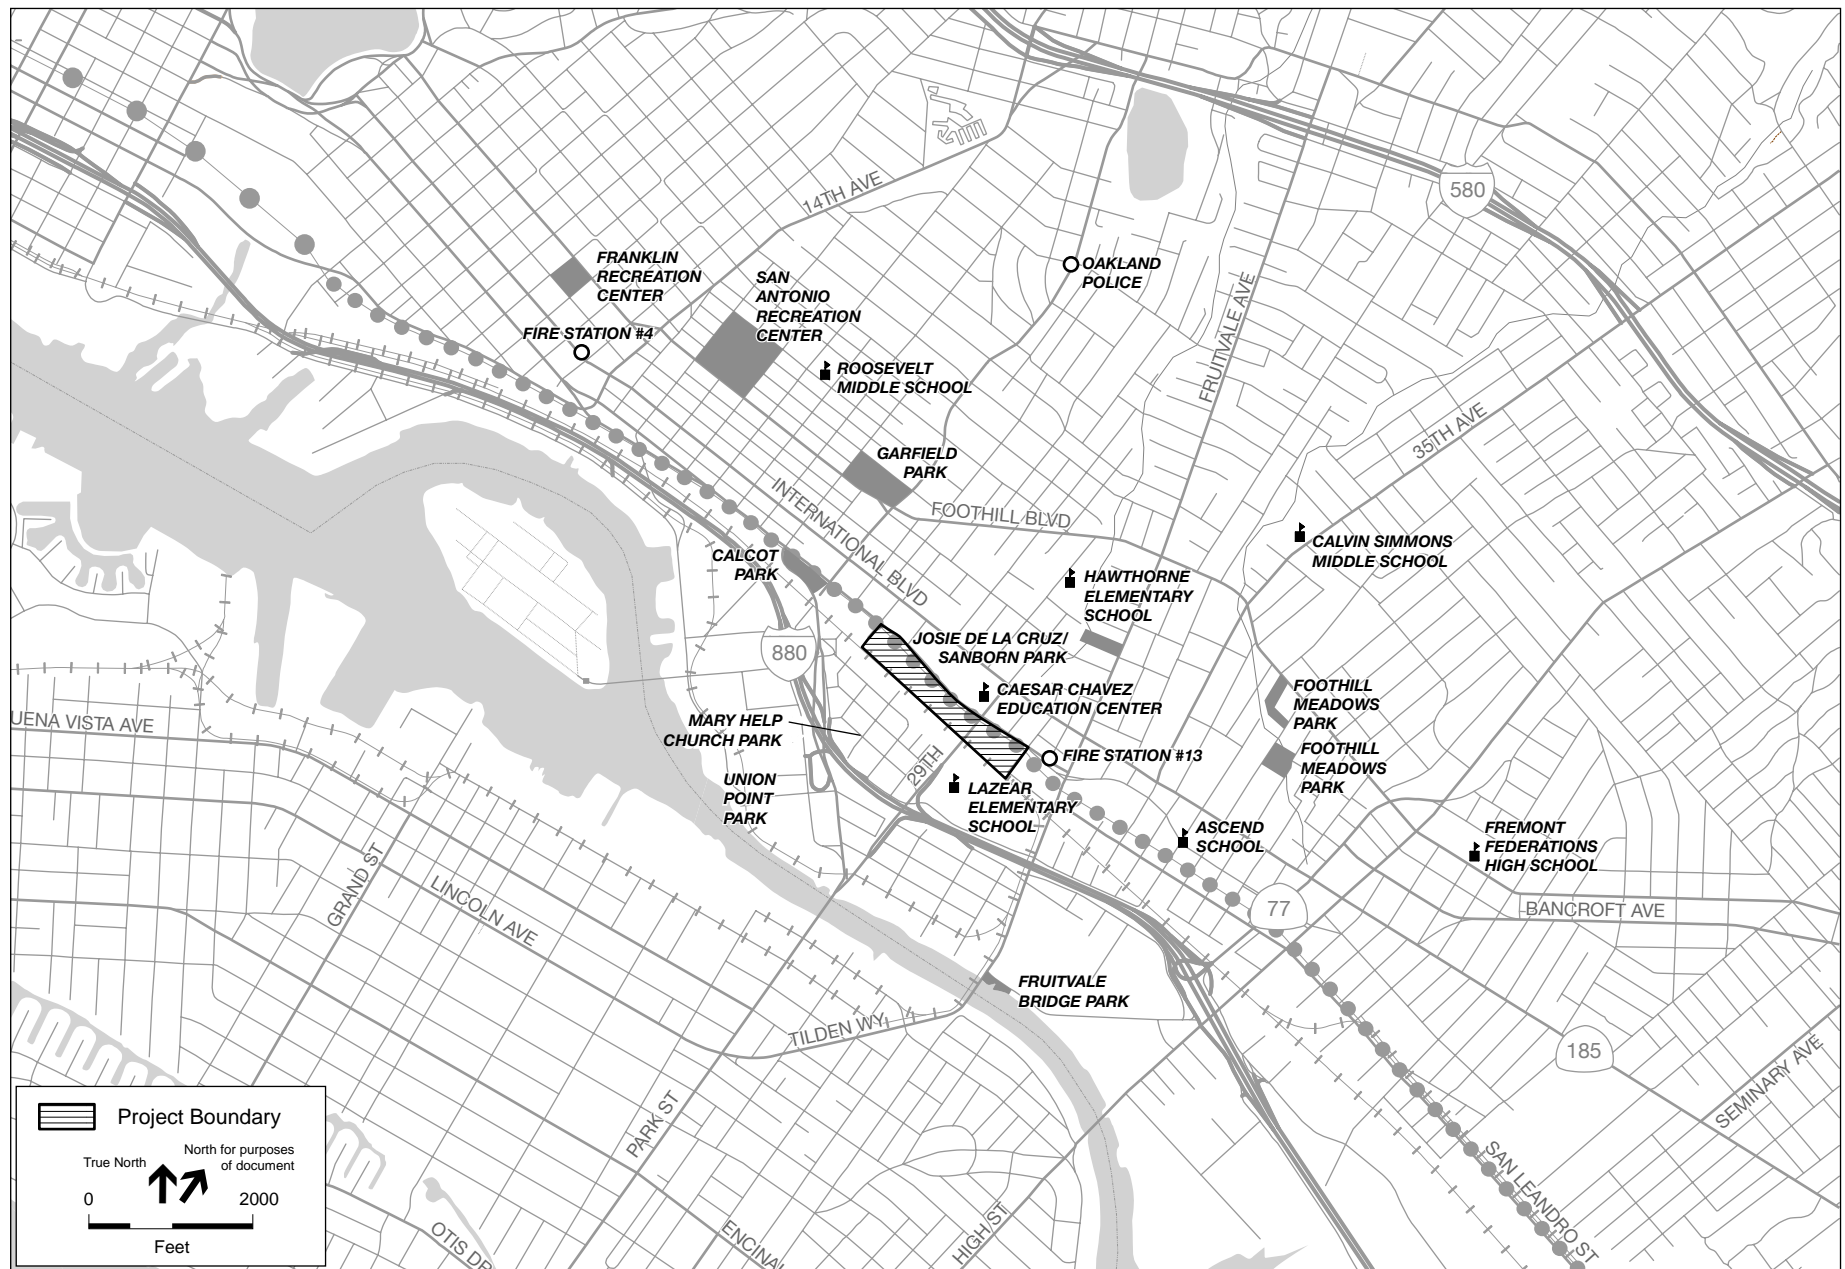 580
14TH AVE
FRANKLIN
RECREATION
CENTER
SAN
ANTONIO
RECREATION
CENTER
OAKLAND
POLICE
FIRE STATION #4
FRUITVALE AVE
ROOSEVELT
MIDDLE SCHOOL
35TH AVE
GARFIELD
PARK
INTERNATIONAL BLVD
FOOTHILL BLVD
CALVIN SIMMONS
MIDDLE SCHOOL
CALCOT
PARK
HAWTHORNE
ELEMENTARY
SCHOOL
JOSIE DE LA CRUZ/
SANBORN PARK
880
CAESAR CHAVEZ
EDUCATION CENTER
FOOTHILL
MEADOWS
PARK
UENA VISTA AVE
MARY HELP
CHURCH PARK
FIRE STATION #13
FOOTHILL
MEADOWS
PARK
29TH
UNION
POINT
PARK
LAZEAR
ELEMENTARY
SCHOOL
ASCEND
SCHOOL
FREMONT
FEDERATIONS
HIGH SCHOOL
GRAND ST
LINCOLN AVE
77
BANCROFT AVE
FRUITVALE
BRIDGE PARK
TILDEN WY
185
SEMINARY AVE
PARK ST
SAN LEANDRO ST
HIGH ST
OTIS DR
ENCINAL
Project Boundary
True North
North for purposes
of document
0 2000
Feet